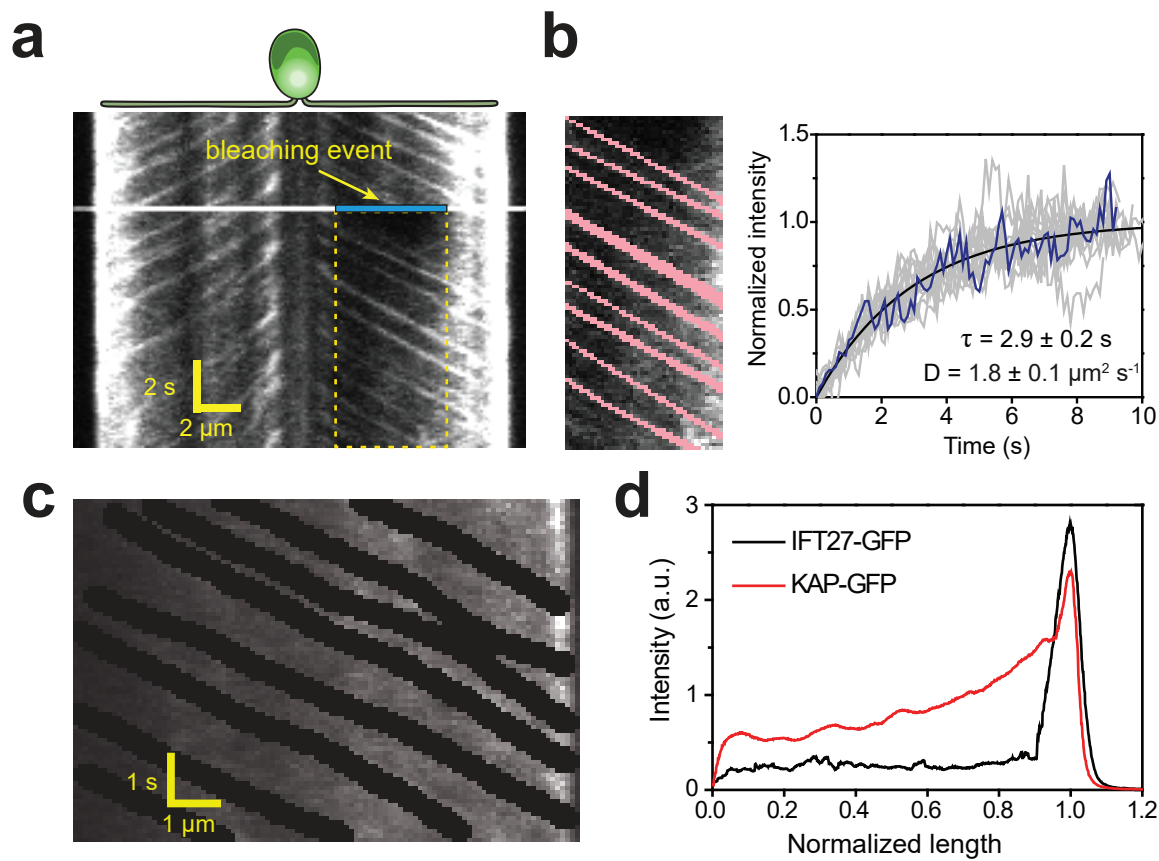 a
bleaching event
2 s
2 µm
b
Normalized intensity
1.5
1.0
0.5
0.0
τ = 2.9 ± 0.2 s
D = 1.8 ± 0.1 µm² s⁻¹
0 2 4 6 8 10
Time (s)
c
1 s
1 µm
d
Intensity (a.u.)
3
2
1
0
IFT27-GFP
KAP-GFP
0.0 0.2 0.4 0.6 0.8 1.0 1.2
Normalized length